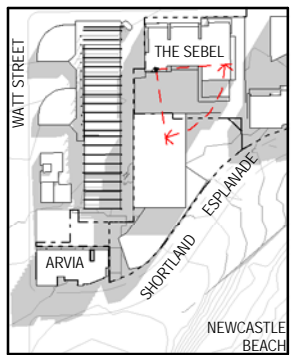 WATT STREET
THE SEBEL
ESPLANADE
ARVIA
SHORTLAND
NEWCASTLE
BEACH